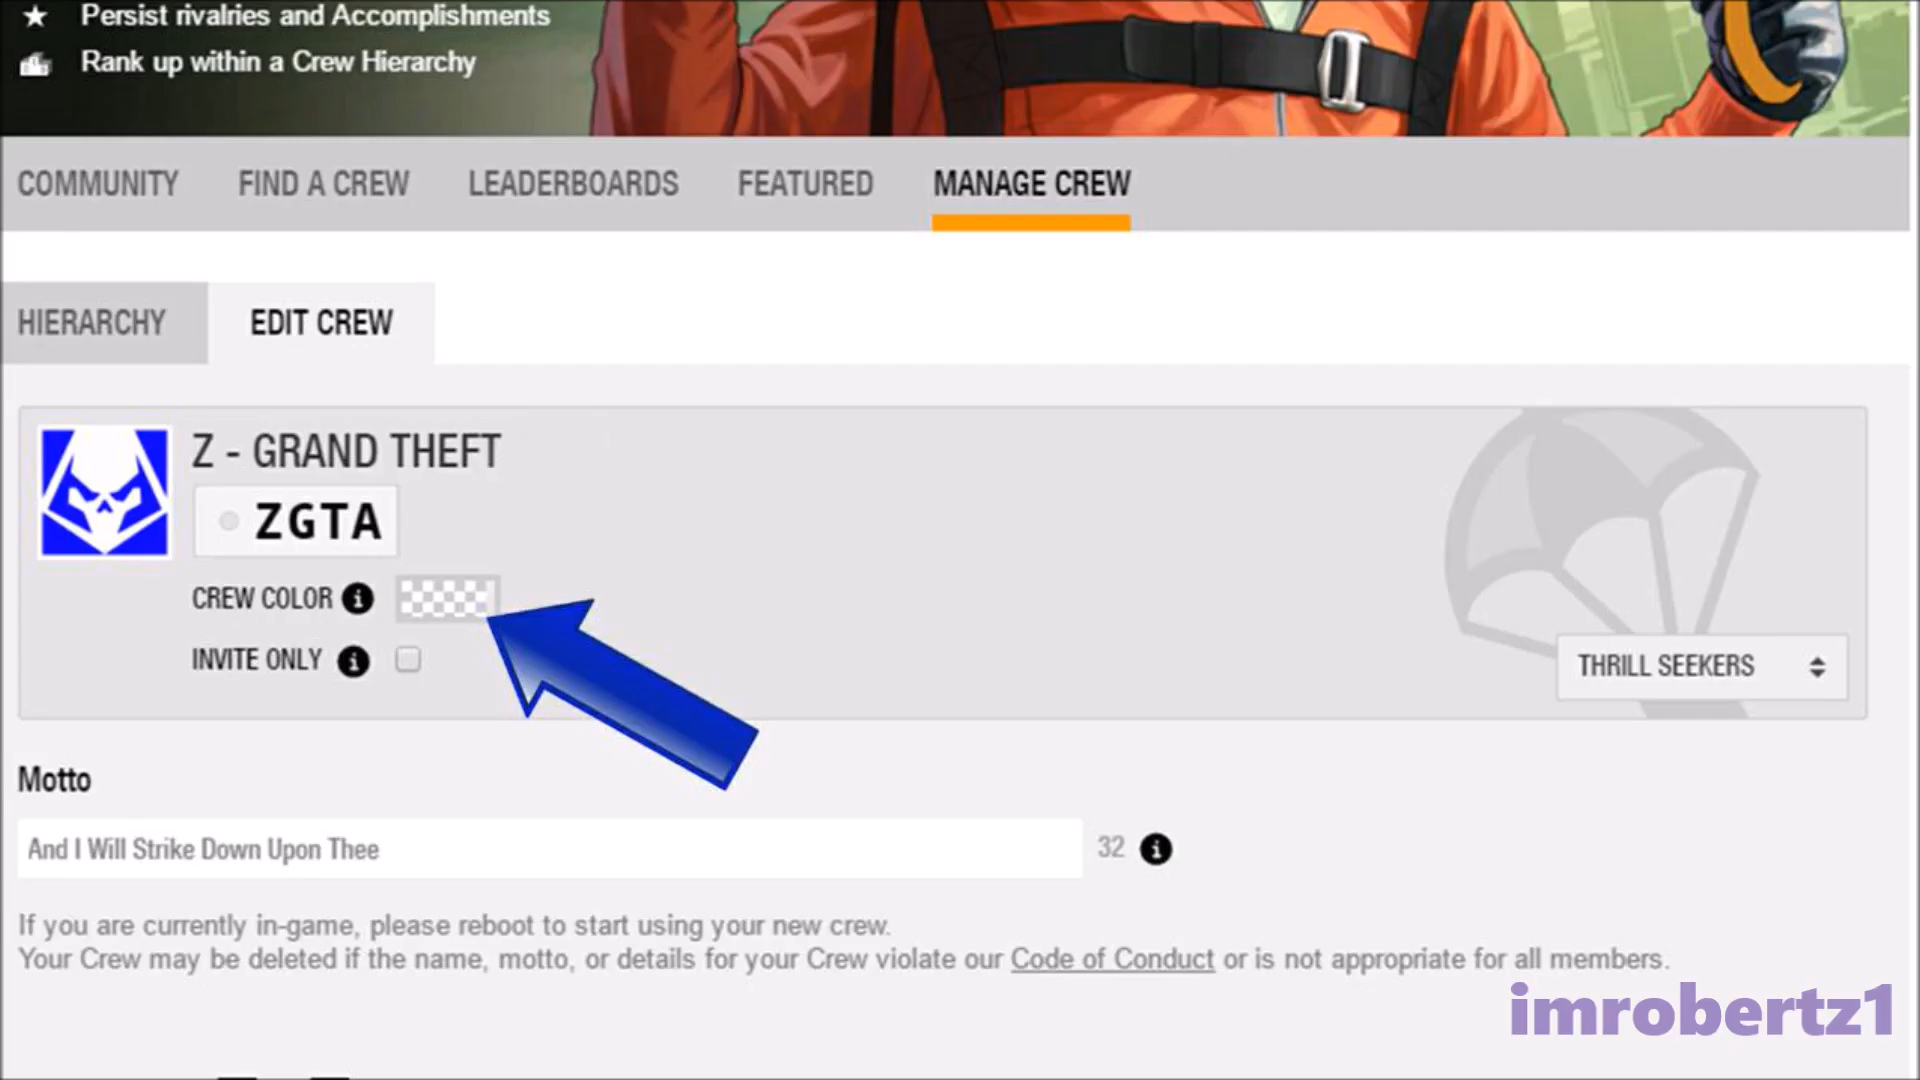 Persist rivalries and Accomplishments
Rank up within a Crew Hierarchy
COMMUNITY FIND A CREW LEADERBOARDS FEATURED MANAGE CREW
HIERARCHY EDIT CREW
Z - GRAND THEFT
ZGTA
CREW COLOR
INVITE ONLY
THRILL SEEKERS
Motto
And I Will Strike Down Upon Thee 32
If you are currently in-game, please reboot to start using your new crew.
Your Crew may be deleted if the name, motto, or details for your Crew violate our Code of Conduct or is not appropriate for all members.
imrobertz1